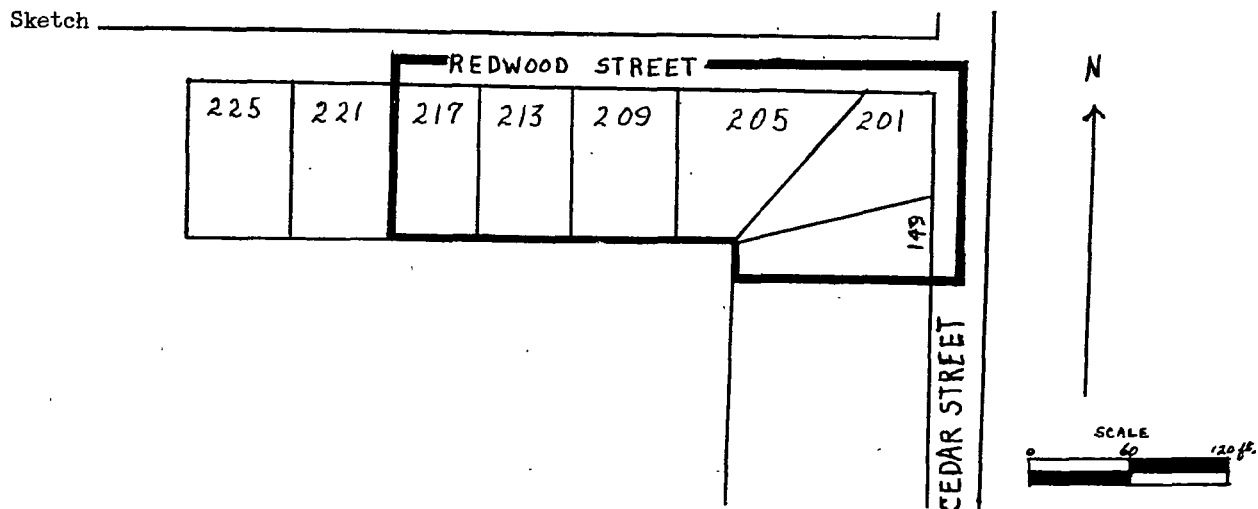 Sketch
REDWOOD STREET
N
225 221 217 213 209 205 201
149
CEDAR STREET
SCALE
0 60 120 ft.